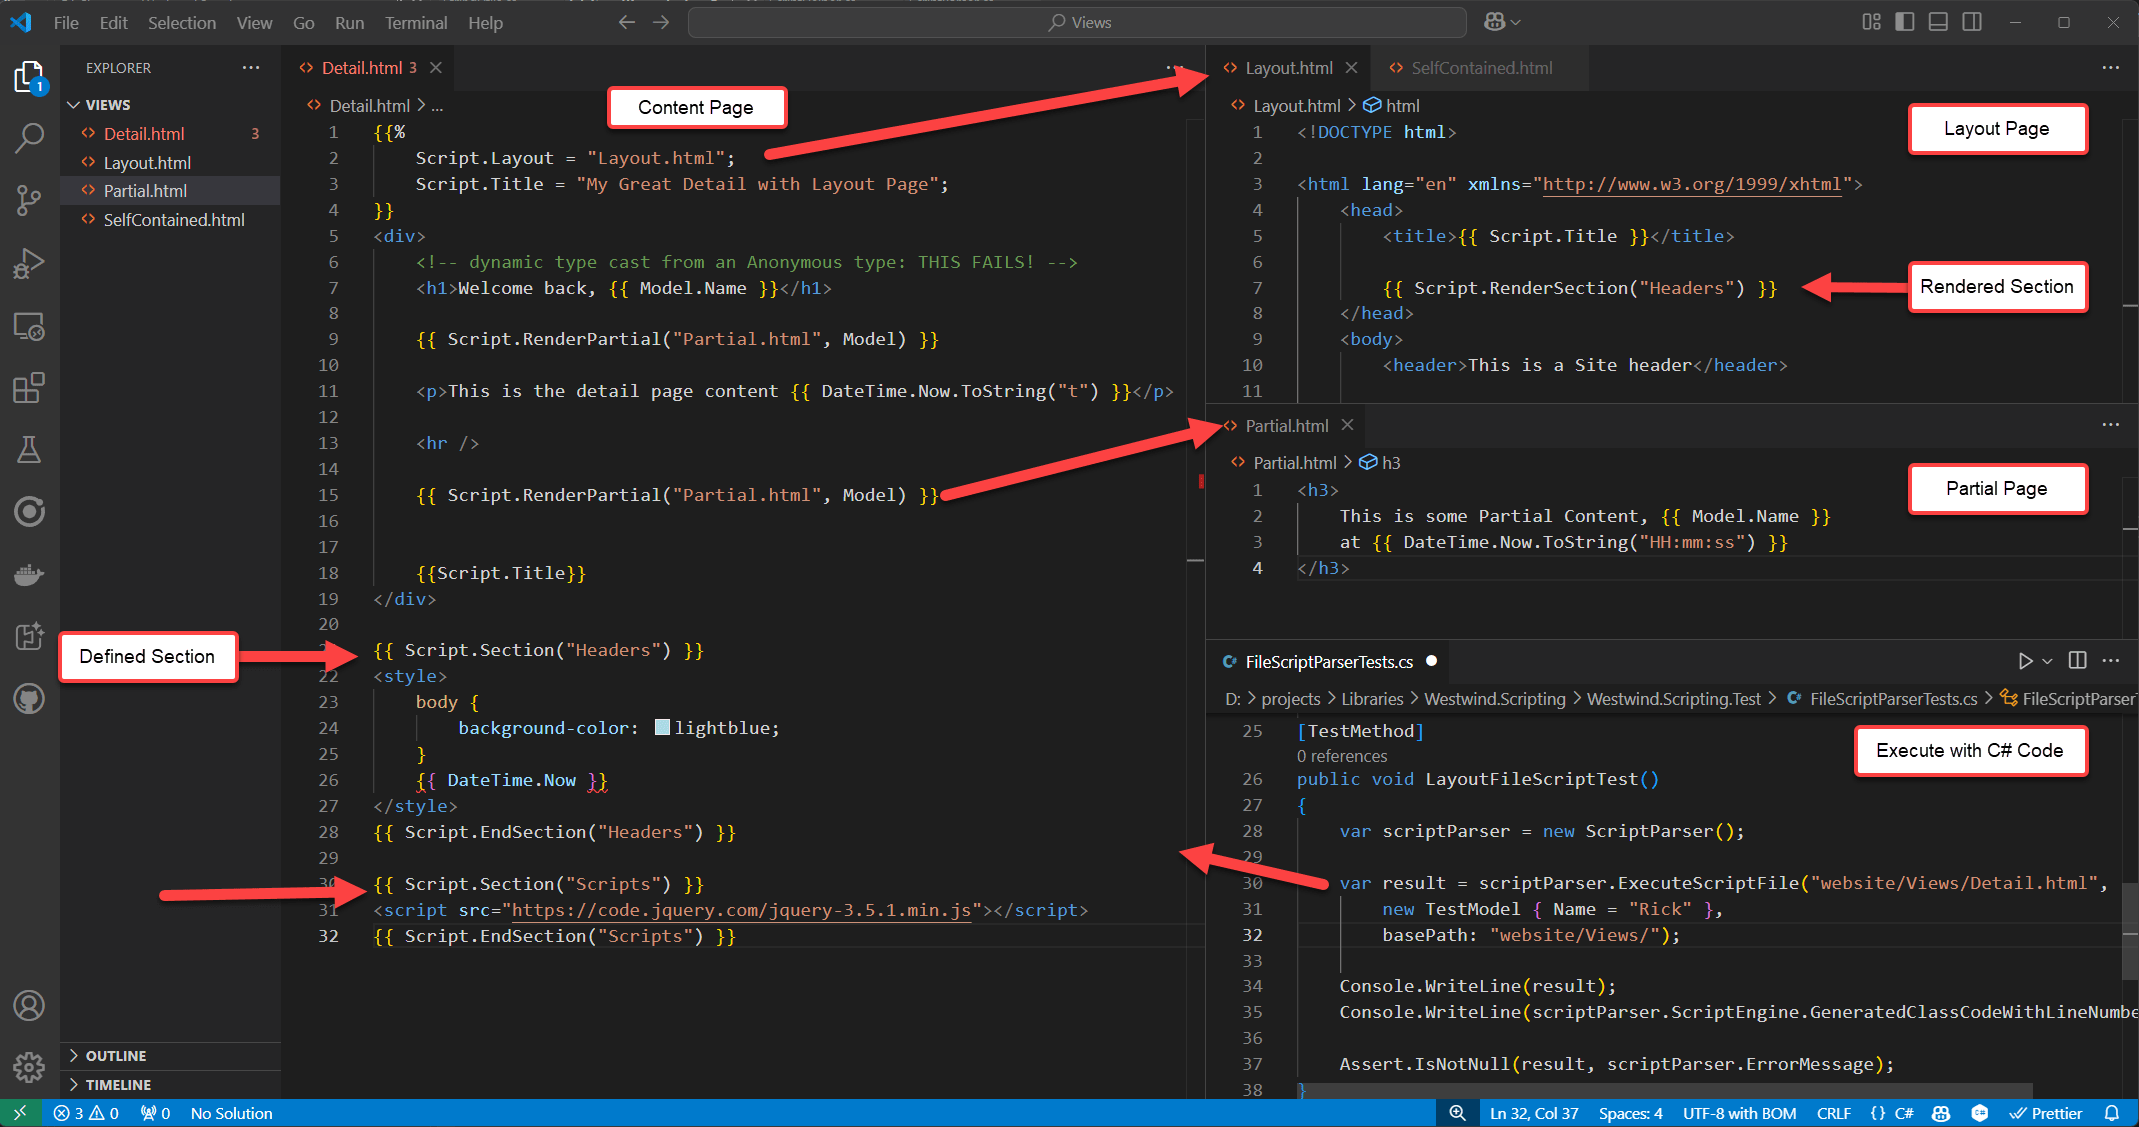 File Edit Selection View Go Run Terminal Help
Views
EXPLORER
VIEWS
Detail.html 3
Layout.html
Partial.html
SelfContained.html
OUTLINE
TIMELINE
1
Detail.html 3
Detail.html > ...
Content Page
1 {{%
2 Script.Layout = "Layout.html";
3 Script.Title = "My Great Detail with Layout Page";
4 }}
5 <div>
6 <!-- dynamic type cast from an Anonymous type: THIS FAILS! -->
7 <h1>Welcome back, {{ Model.Name }}</h1>
8
9 {{ Script.RenderPartial("Partial.html", Model) }}
10
11 <p>This is the detail page content {{ DateTime.Now.ToString("t") }}</p>
12
13 <hr />
14
15 {{ Script.RenderPartial("Partial.html", Model) }}
16
17
18 {{Script.Title}}
19 </div>
20
{{ Script.Section("Headers") }}
Defined Section
22 <style>
23 body {
24 background-color: lightblue;
25 }
26 {{ DateTime.Now }}
27 </style>
28 {{ Script.EndSection("Headers") }}
29
30 {{ Script.Section("Scripts") }}
31 <script src="https://code.jquery.com/jquery-3.5.1.min.js"></script>
32 {{ Script.EndSection("Scripts") }}
Layout.html SelfContained.html
Layout.html > html
Layout Page
1 <!DOCTYPE html>
2
3 <html lang="en" xmlns="http://www.w3.org/1999/xhtml">
4 <head>
5 <title>{{ Script.Title }}</title>
6
7 {{ Script.RenderSection("Headers") }}
Rendered Section
8 </head>
9 <body>
10 <header>This is a Site header</header>
11
Partial.html
Partial.html > h3
Partial Page
1 <h3>
2 This is some Partial Content, {{ Model.Name }}
3 at {{ DateTime.Now.ToString("HH:mm:ss") }}
4 </h3>
FileScriptParserTests.cs
D: > projects > Libraries > Westwind.Scripting > Westwind.Scripting.Test > FileScriptParserTests.cs > FileScriptParser
Execute with C# Code
25 [TestMethod]
0 references
26 public void LayoutFileScriptTest()
27 {
28 var scriptParser = new ScriptParser();
29
30 var result = scriptParser.ExecuteScriptFile("website/Views/Detail.html",
31 new TestModel { Name = "Rick" },
32 basePath: "website/Views/");
33
34 Console.WriteLine(result);
35 Console.WriteLine(scriptParser.ScriptEngine.GeneratedClassCodeWithLineNumbe
36
37 Assert.IsNotNull(result, scriptParser.ErrorMessage);
38 }
3 0 0 No Solution
Ln 32, Col 37 Spaces: 4 UTF-8 with BOM CRLF {} C# Prettier